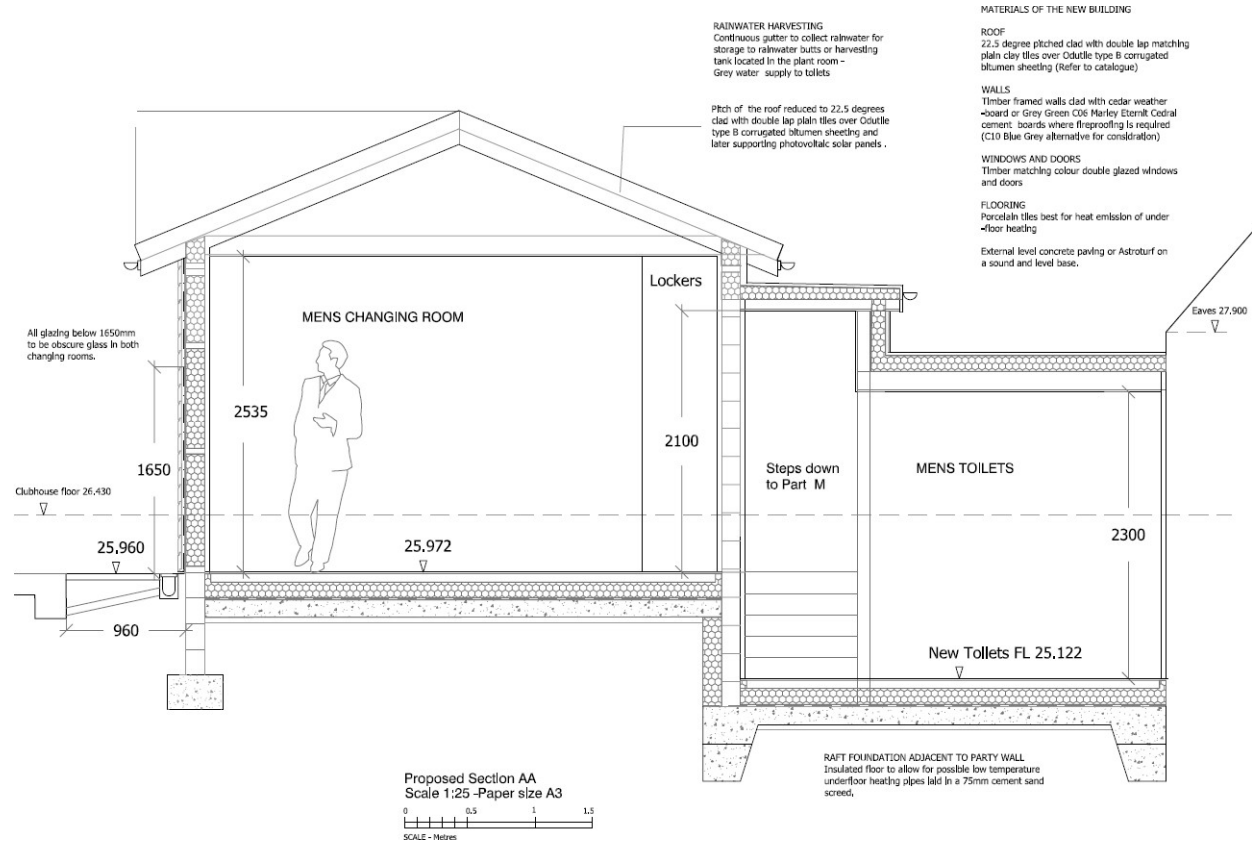 MATERIALS OF THE NEW BUILDING
ROOF
22.5 degree pitched clad with double lap matching
plain clay tiles over Odutile type B corrugated
bitumen sheeting (Refer to catalogue)
WALLS
Timber framed walls clad with cedar weather
-board or Grey Green C06 Marley Eternit Cedral
cement boards where fireproofing is required
(C10 Blue Grey alternative for considration)
WINDOWS AND DOORS
Timber matching colour double glazed windows
and doors
FLOORING
Porcelain tiles best for heat emission of under
-floor heating
External level concrete paving or Astroturf on
a sound and level base.
RAINWATER HARVESTING
Continuous gutter to collect rainwater for
storage to rainwater butts or harvesting
tank located in the plant room -
Grey water supply to toilets
Pitch of the roof reduced to 22.5 degrees
clad with double lap plain tiles over Odutile
type B corrugated bitumen sheeting and
later supporting photovoltaic solar panels .
Lockers
MENS CHANGING ROOM
Eaves 27,900
All glazing below 1650mm
to be obscure glass in both
changing rooms.
2535
2100
1650
Steps down
to Part M
MENS TOILETS
Clubhouse floor 26.430
2300
25.960
25.972
960
New Toilets FL 25.122
RAFT FOUNDATION ADJACENT TO PARTY WALL
Insulated floor to allow for possible low temperature
underfloor heating pipes laid in a 75mm cement sand
screed.
Proposed Section AA
Scale 1:25 -Paper size A3
0 0.5 1 1.5
SCALE - Metres